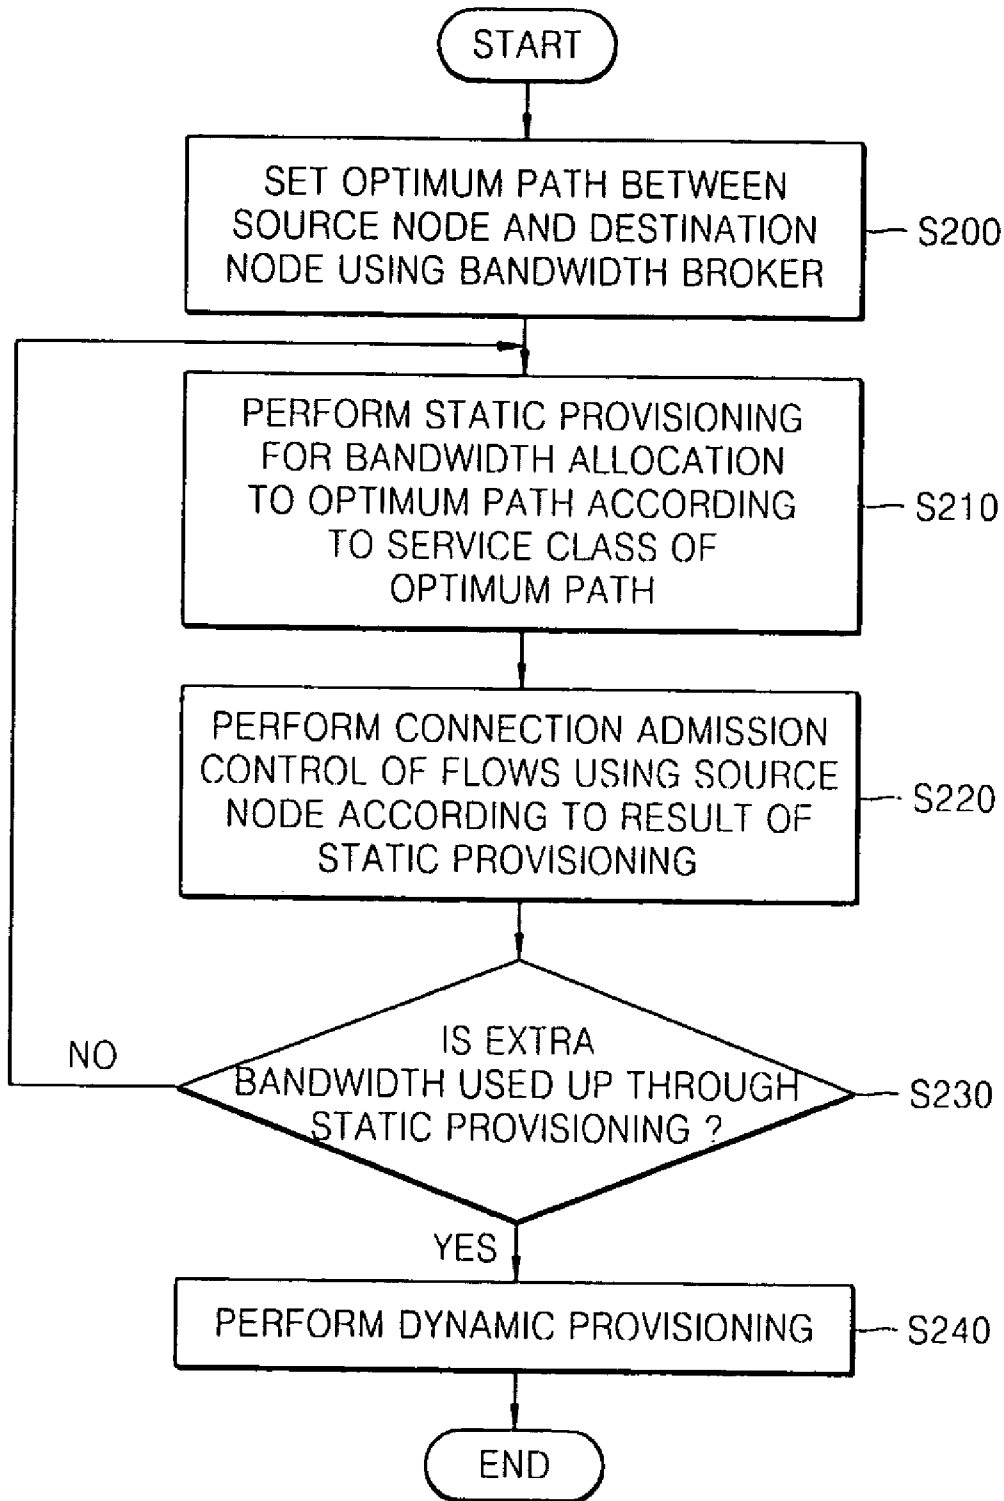 START
SET OPTIMUM PATH BETWEEN
SOURCE NODE AND DESTINATION
NODE USING BANDWIDTH BROKER
S200
PERFORM STATIC PROVISIONING
FOR BANDWIDTH ALLOCATION
TO OPTIMUM PATH ACCORDING
TO SERVICE CLASS OF
OPTIMUM PATH
S210
PERFORM CONNECTION ADMISSION
CONTROL OF FLOWS USING SOURCE
NODE ACCORDING TO RESULT OF
STATIC PROVISIONING
S220
NO
IS EXTRA
BANDWIDTH USED UP THROUGH
STATIC PROVISIONING ?
S230
YES
PERFORM DYNAMIC PROVISIONING
S240
END